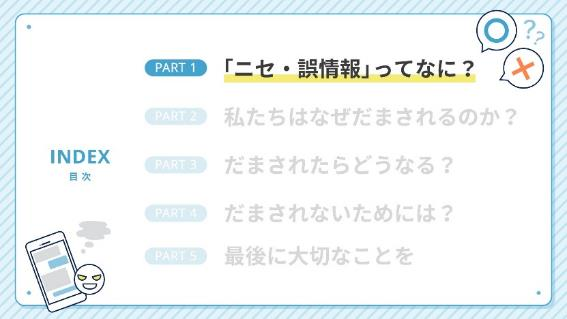 PART 1 「ニセ・誤情報」ってなに？
PART 2 私たちはなぜだまされるのか？
INDEX
目次
PART 3 だまされたらどうなる？
PART 4 だまされないためには？
PART 5 最後に大切なことを